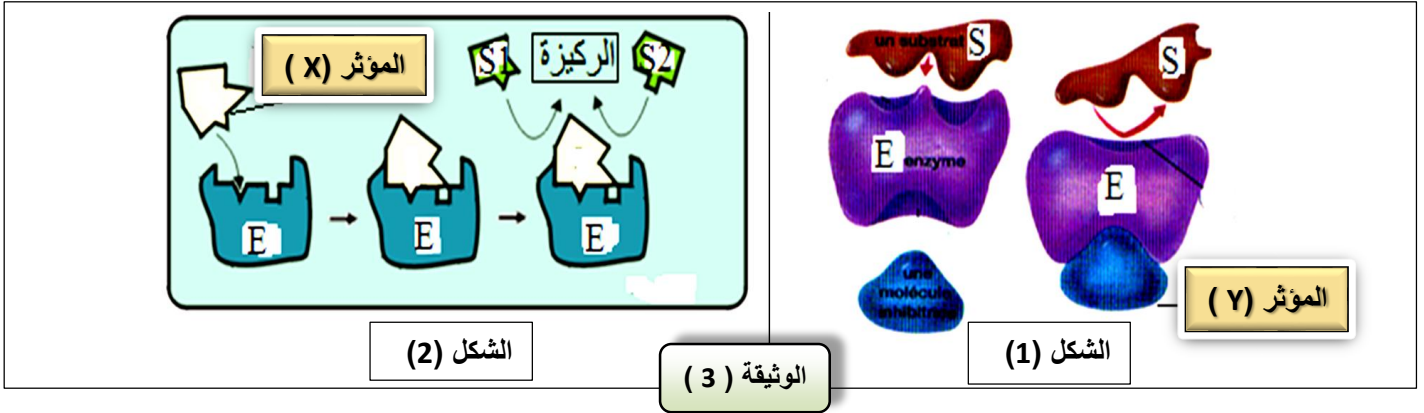 un substrat S
S
E enzyme
E
une
molécule
inhibitrice
المؤثر (Y)
الشكل (1)
المؤثر (X)
S1
الركيزة
S2
E
E
E
الشكل (2)
الوثيقة (3)